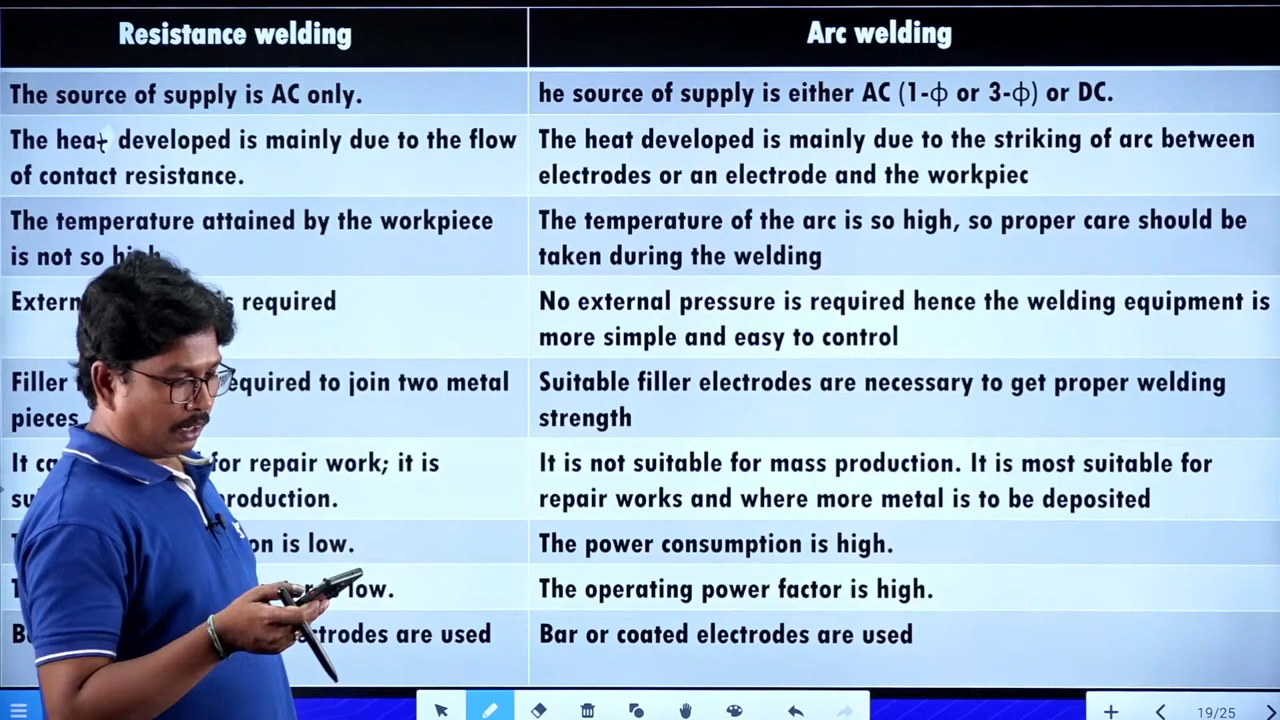 Resistance welding
Arc welding
The source of supply is AC only.
he source of supply is either AC (1-ϕ or 3-ϕ) or DC.
The heat developed is mainly due to the flow
of contact resistance.
The heat developed is mainly due to the striking of arc between
electrodes or an electrode and the workpiec
The temperature attained by the workpiece
is not so high
The temperature of the arc is so high, so proper care should be
taken during the welding
required
No external pressure is required hence the welding equipment is
more simple and easy to control
Filler required to join two metal
pieces
Suitable filler electrodes are necessary to get proper welding
strength
It for repair work; it is
production.
It is not suitable for mass production. It is most suitable for
repair works and where more metal is to be deposited
is low.
The power consumption is high.
low.
The operating power factor is high.
electrodes are used
Bar or coated electrodes are used
19/25